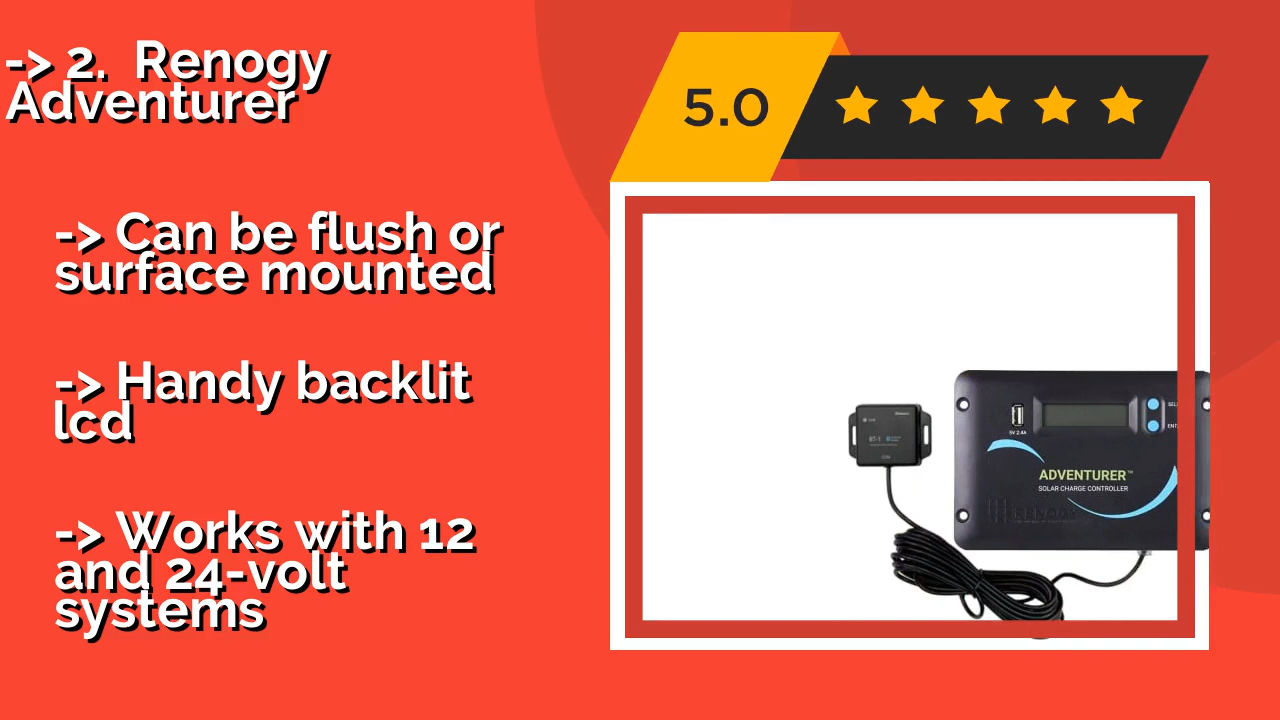 -> 2. Renogy
Adventurer
5.0
-> Can be flush or
surface mounted
-> Handy backlit
lcd
-> Works with 12
and 24-volt
systems
BT-1
5V 2.4A
ADVENTURER™
SOLAR CHARGE CONTROLLER
RENOGY